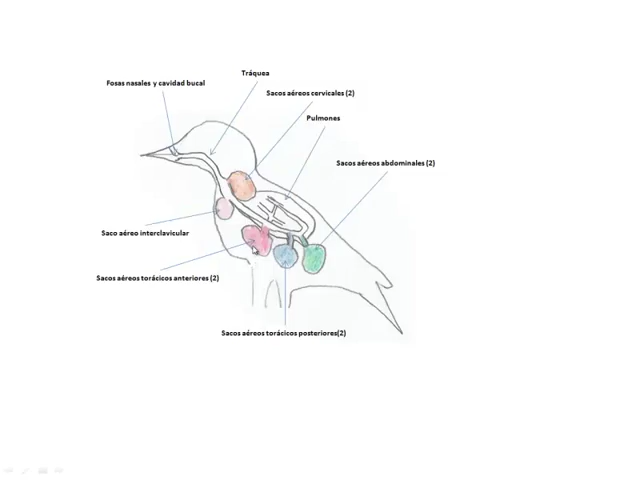 Tráquea
Fosas nasales y cavidad bucal
Sacos aéreos cervicales (2)
Pulmones
Sacos aéreos abdominales (2)
Saco aéreo interclavicular
Sacos aéreos torácicos anteriores (2)
Sacos aéreos torácicos posteriores(2)